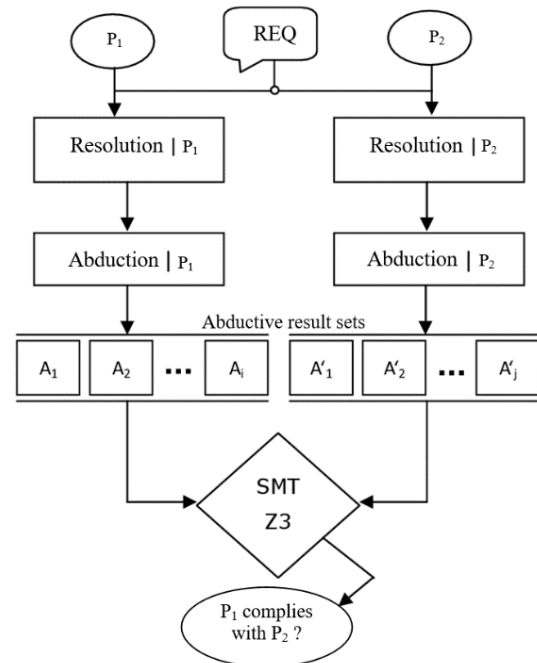 P₁
REQ
P₂
Resolution | P₁
Resolution | P₂
Abduction | P₁
Abduction | P₂
Abductive result sets
A₁ A₂ ... Aᵢ A‘₁ A‘₂ ... A‘ⱼ
SMT
Z3
P₁ complies
with P₂ ?